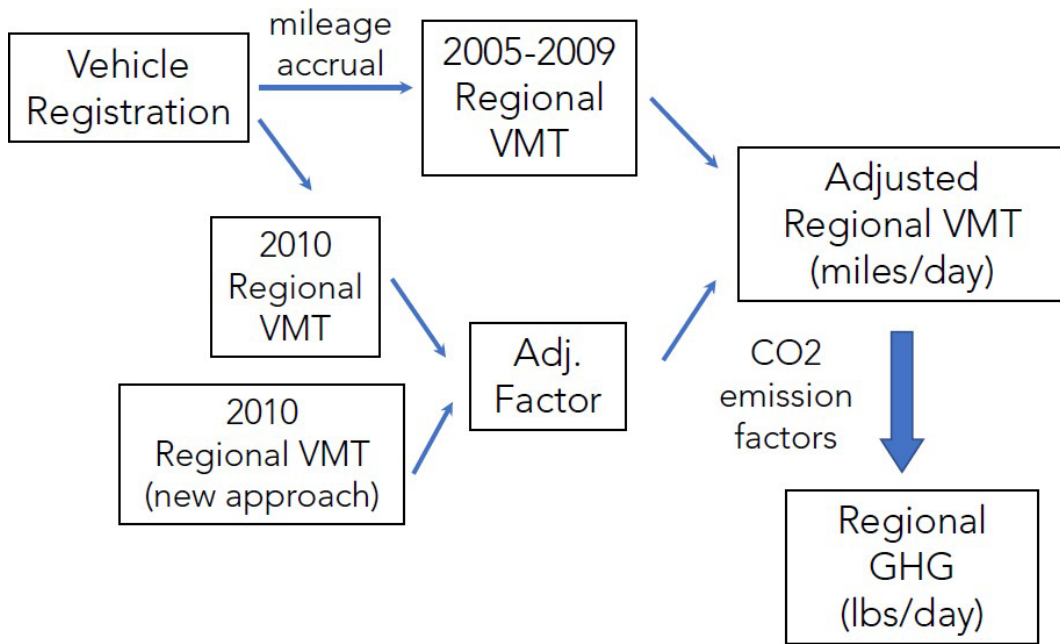 Vehicle
Registration
mileage
accrual
2005-2009
Regional
VMT
2010
Regional
VMT
2010
Regional VMT
(new approach)
Adj.
Factor
Adjusted
Regional VMT
(miles/day)
CO2
emission
factors
Regional
GHG
(lbs/day)